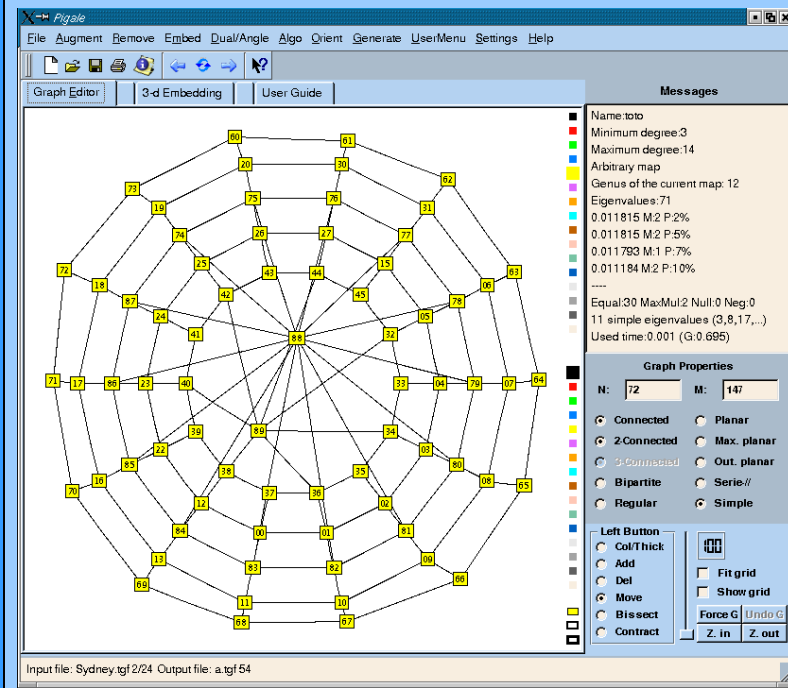 Pigale
File Augment Remove Embed Dual/Angle Algo Orient Generate UserMenu Settings Help
Graph Editor 3-d Embedding User Guide
Messages
Name:toto
Minimum degree:3
Maximum degree:14
Arbitrary map
Genus of the current map: 12
Eigenvalues:71
0.011815 M:2 P:2%
0.011815 M:2 P:5%
0.011793 M:1 P:7%
0.011184 M:2 P:10%
----
Equal:30 MaxMul:2 Null:0 Neg:0
11 simple eigenvalues (3,8,17,...)
Used time:0.001 (G:0.695)
60 61
20 30
62
73
75 76
19 31
74 26 27 77
25 43 44 15
72 63
18 06
42 45
87 78
24 05
41 88 32
71 17 86 23 40 33 04 79 07 64
39 89 34
22 03
85 80
38 35
16 08
70 65
37 36
12 02
84 00 01 81
13 09
83 82
69 66
11 10
68 67
Graph Properties
N: 72 M: 147
Connected Planar
2-Connected Max. planar
3-Connected Out. planar
Bipartite Serie-//
Regular Simple
Left Button
Col/Thick
Add
Del
Move
Bissect
Contract
100
Fit grid
Show grid
Force G Undo G
Z. in Z. out
Input file: Sydney.tgf 2/24 Output file: a.tgf 54